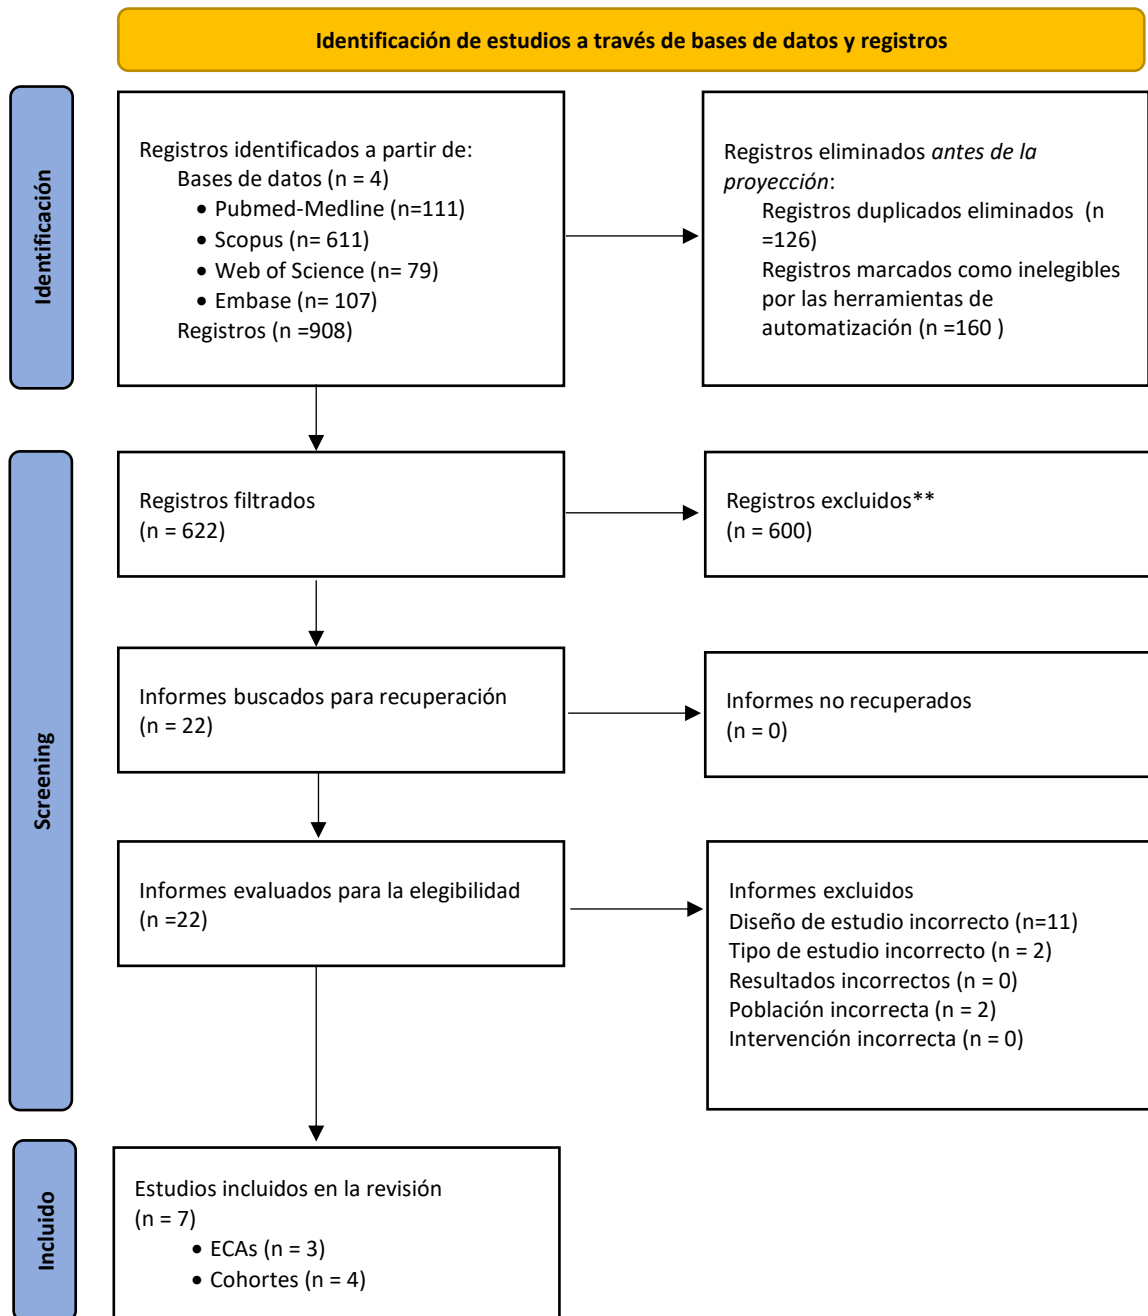 Identificación de estudios a través de bases de datos y registros
Identificación
Registros identificados a partir de:
Bases de datos (n = 4)
• Pubmed-Medline (n=111)
• Scopus (n= 611)
• Web of Science (n= 79)
• Embase (n= 107)
Registros (n =908)
Registros eliminados antes de la
proyección:
Registros duplicados eliminados (n
=126)
Registros marcados como inelegibles
por las herramientas de
automatización (n =160 )
Screening
Registros filtrados
(n = 622)
Registros excluidos**
(n = 600)
Informes buscados para recuperación
(n = 22)
Informes no recuperados
(n = 0)
Informes evaluados para la elegibilidad
(n =22)
Informes excluidos
Diseño de estudio incorrecto (n=11)
Tipo de estudio incorrecto (n = 2)
Resultados incorrectos (n = 0)
Población incorrecta (n = 2)
Intervención incorrecta (n = 0)
Incluido
Estudios incluidos en la revisión
(n = 7)
• ECAs (n = 3)
• Cohortes (n = 4)